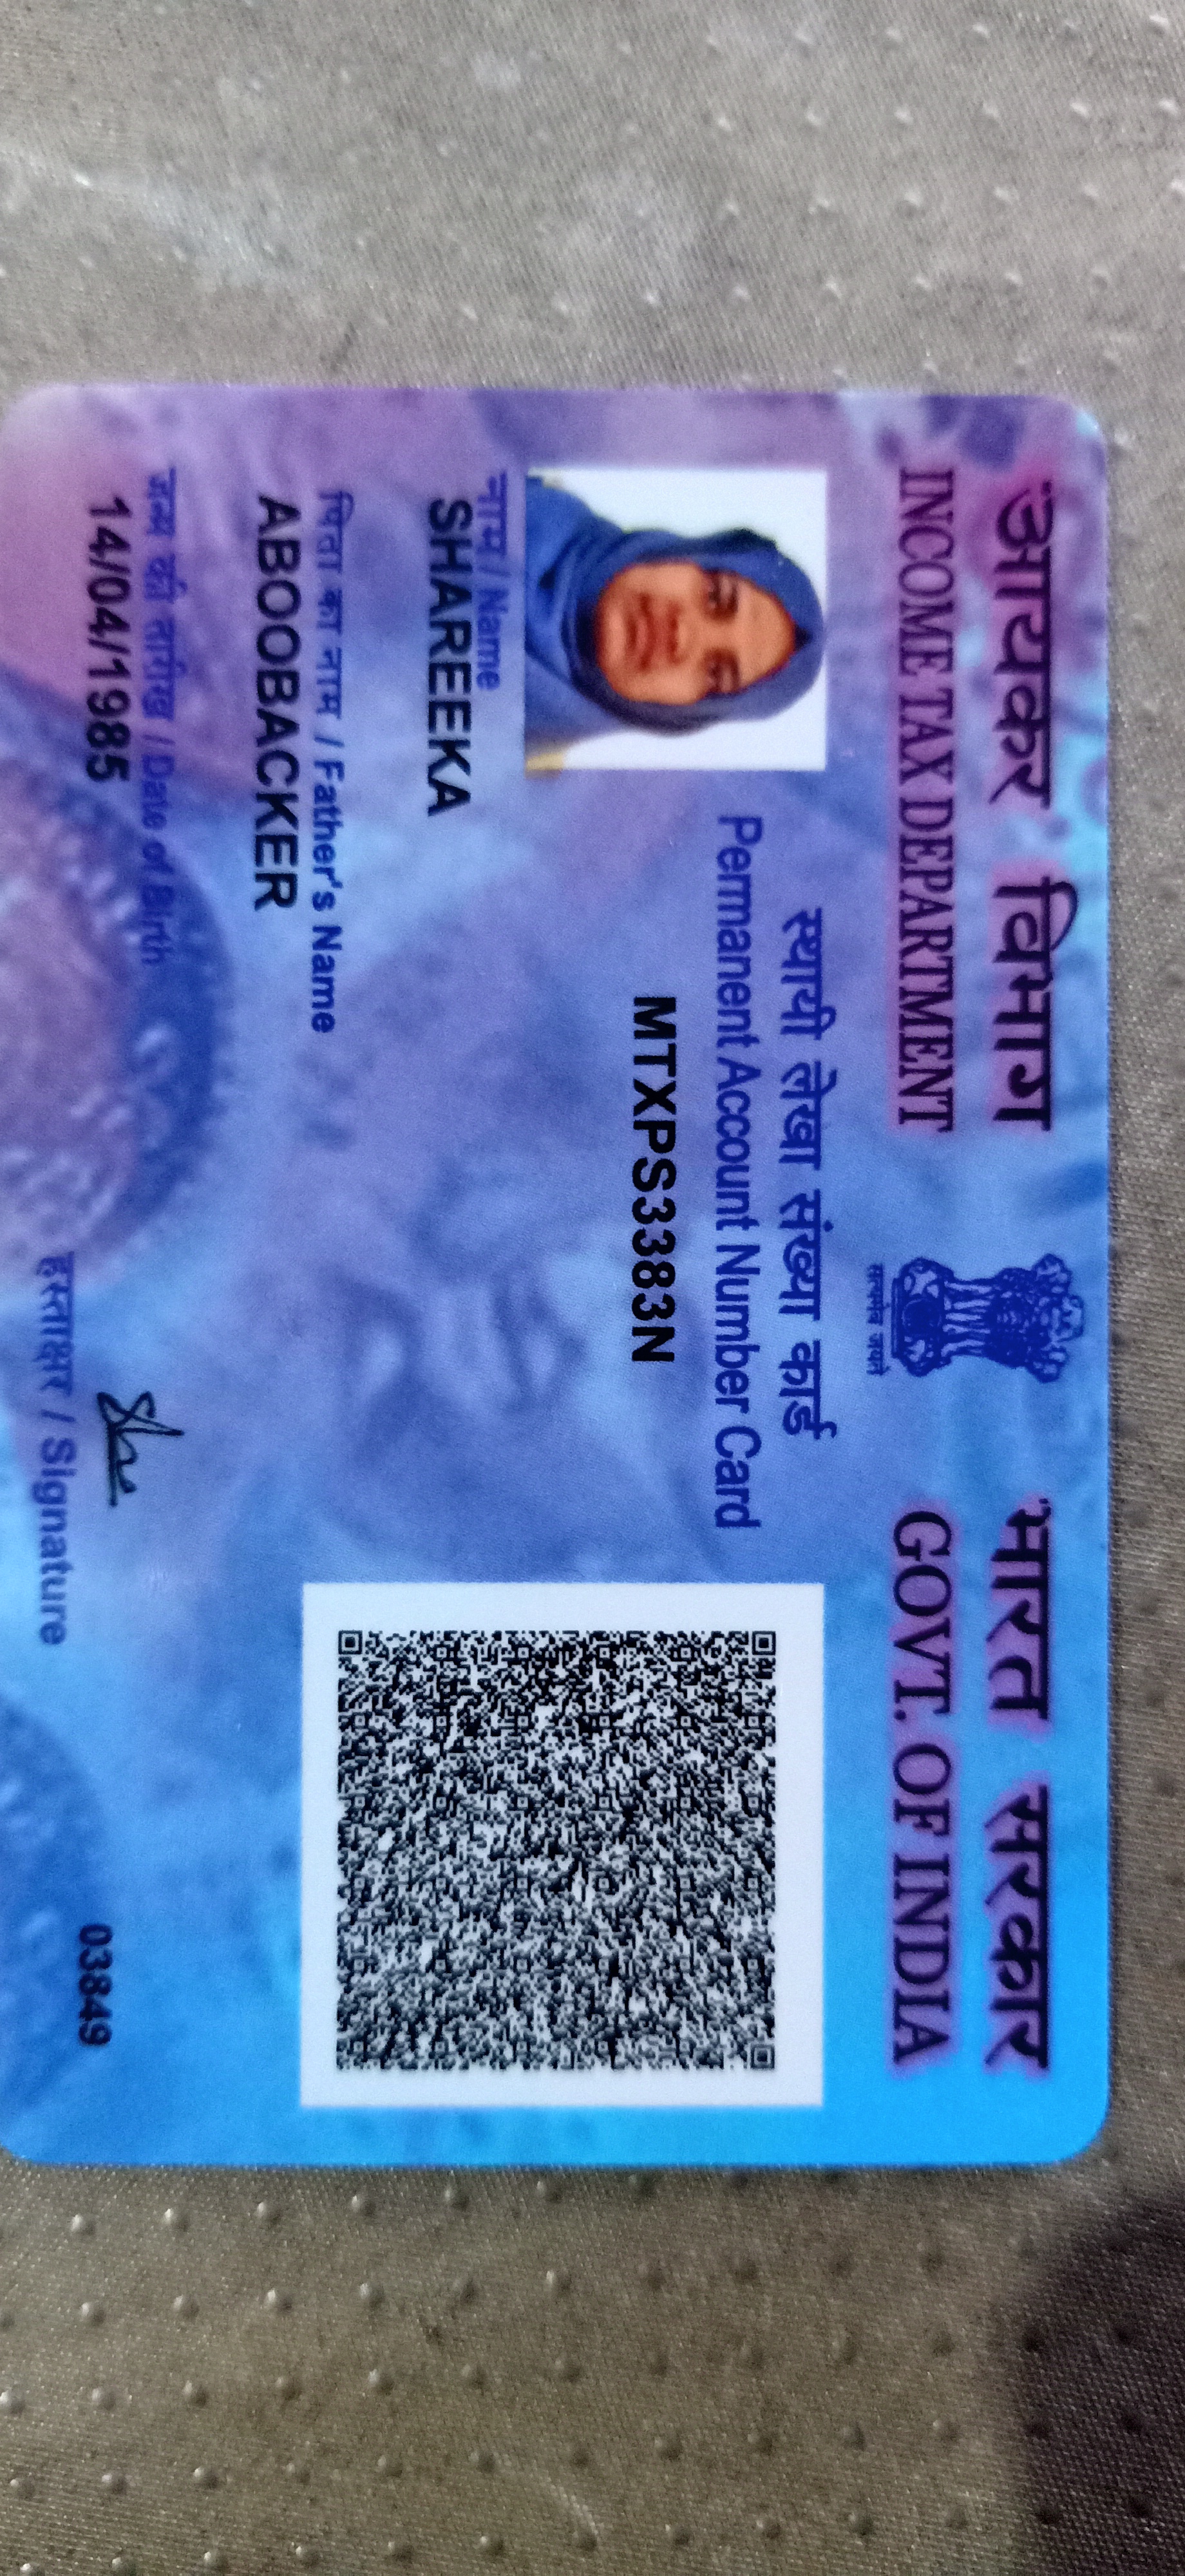 आयकर विभाग
INCOME TAX DEPARTMENT
सत्यमेव जयते
भारत सरकार
GOVT. OF INDIA
स्थायी लेखा संख्या कार्ड
Permanent Account Number Card
MTXPS3383N
नाम / Name
SHAREEKA
पिता का नाम / Father's Name
ABOOBACKER
जन्म की तारीख / Date of Birth
14/04/1985
हस्ताक्षर / Signature
03849